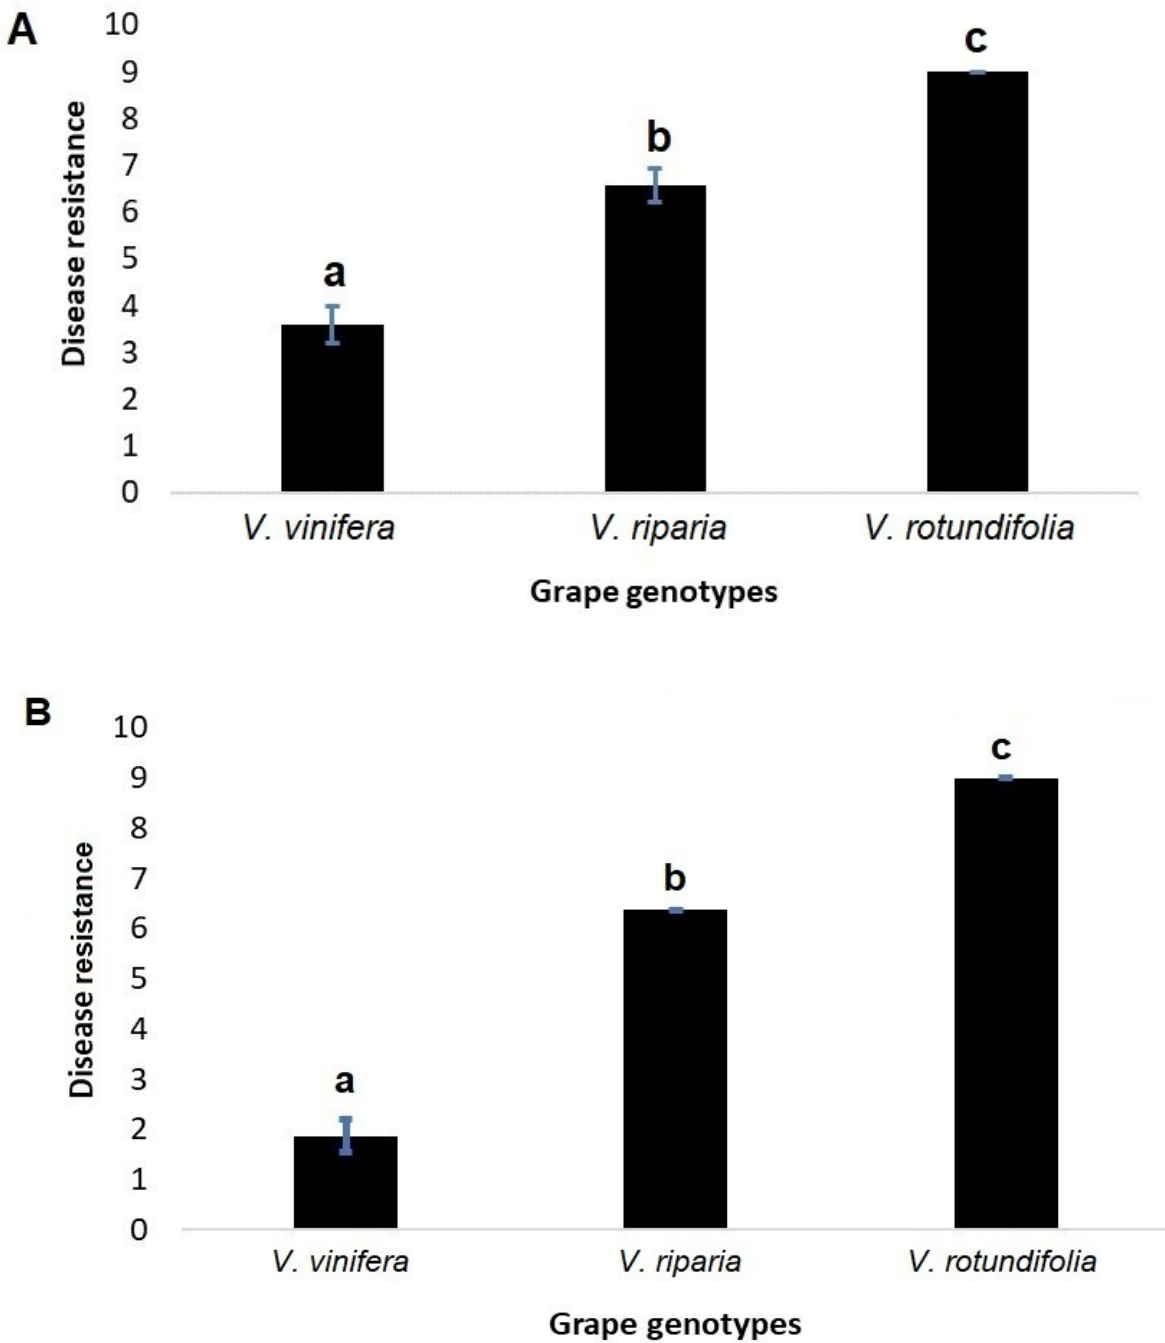 A
10
9
8
7
6
5
4
3
2
1
0
Disease resistance
a
b
c
V. vinifera
V. riparia
V. rotundifolia
Grape genotypes
B
10
9
8
7
6
5
4
3
2
1
0
Disease resistance
a
b
c
V. vinifera
V. riparia
V. rotundifolia
Grape genotypes